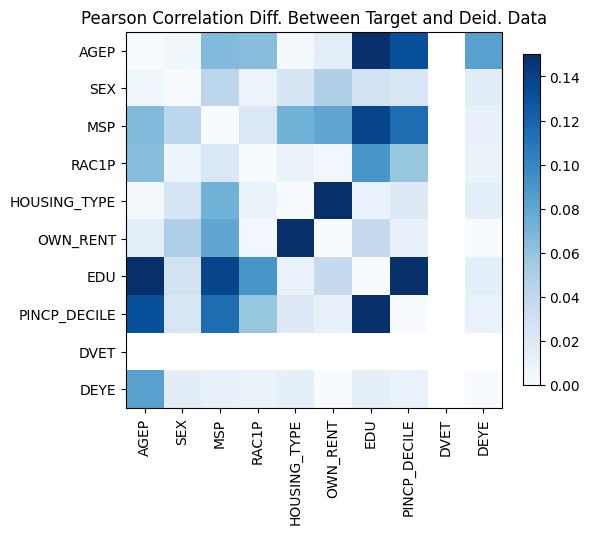 Pearson Correlation Diff. Between Target and Deid. Data
AGEP
SEX
MSP
RAC1P
HOUSING_TYPE
OWN_RENT
EDU
PINCP_DECILE
DVET
DEYE
AGEP
SEX
MSP
RAC1P
HOUSING_TYPE
OWN_RENT
EDU
PINCP_DECILE
DVET
DEYE
0.14
0.12
0.10
0.08
0.06
0.04
0.02
0.00